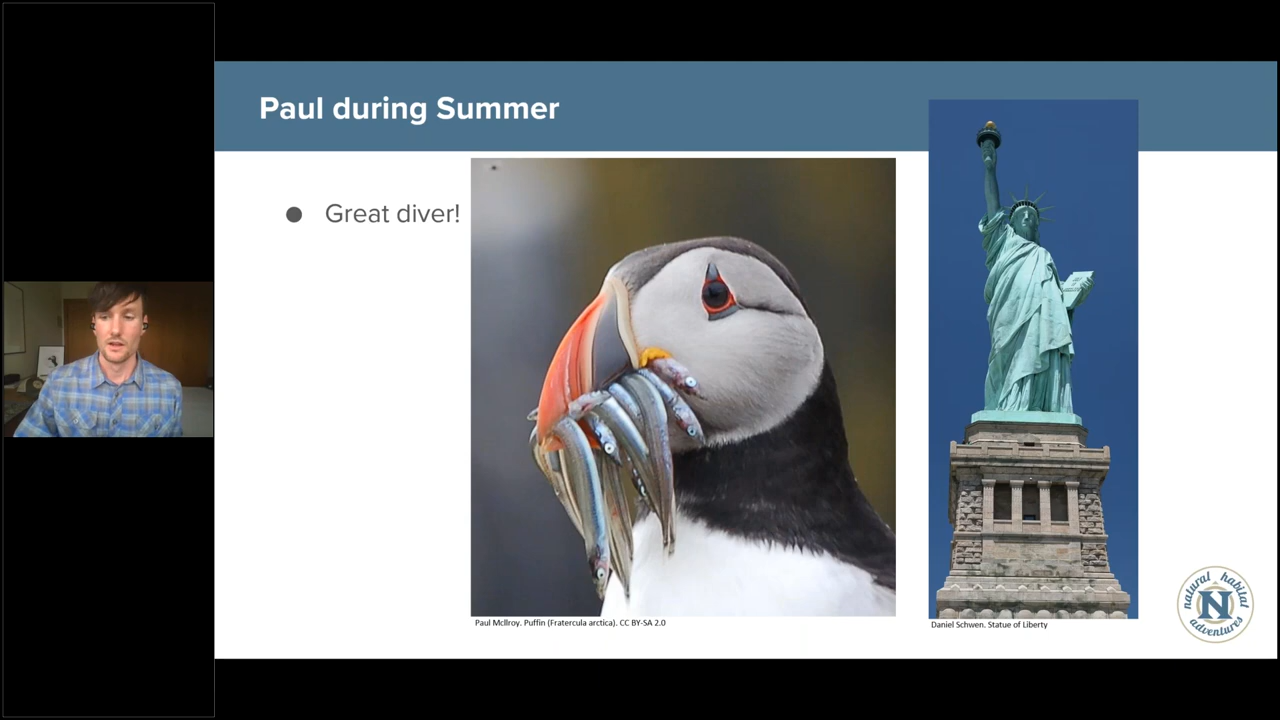 Paul during Summer
● Great diver!
Paul McIlroy. Puffin (Fratercula arctica). CC BY-SA 2.0
Daniel Schwen. Statue of Liberty
natural habitat
N
adventures